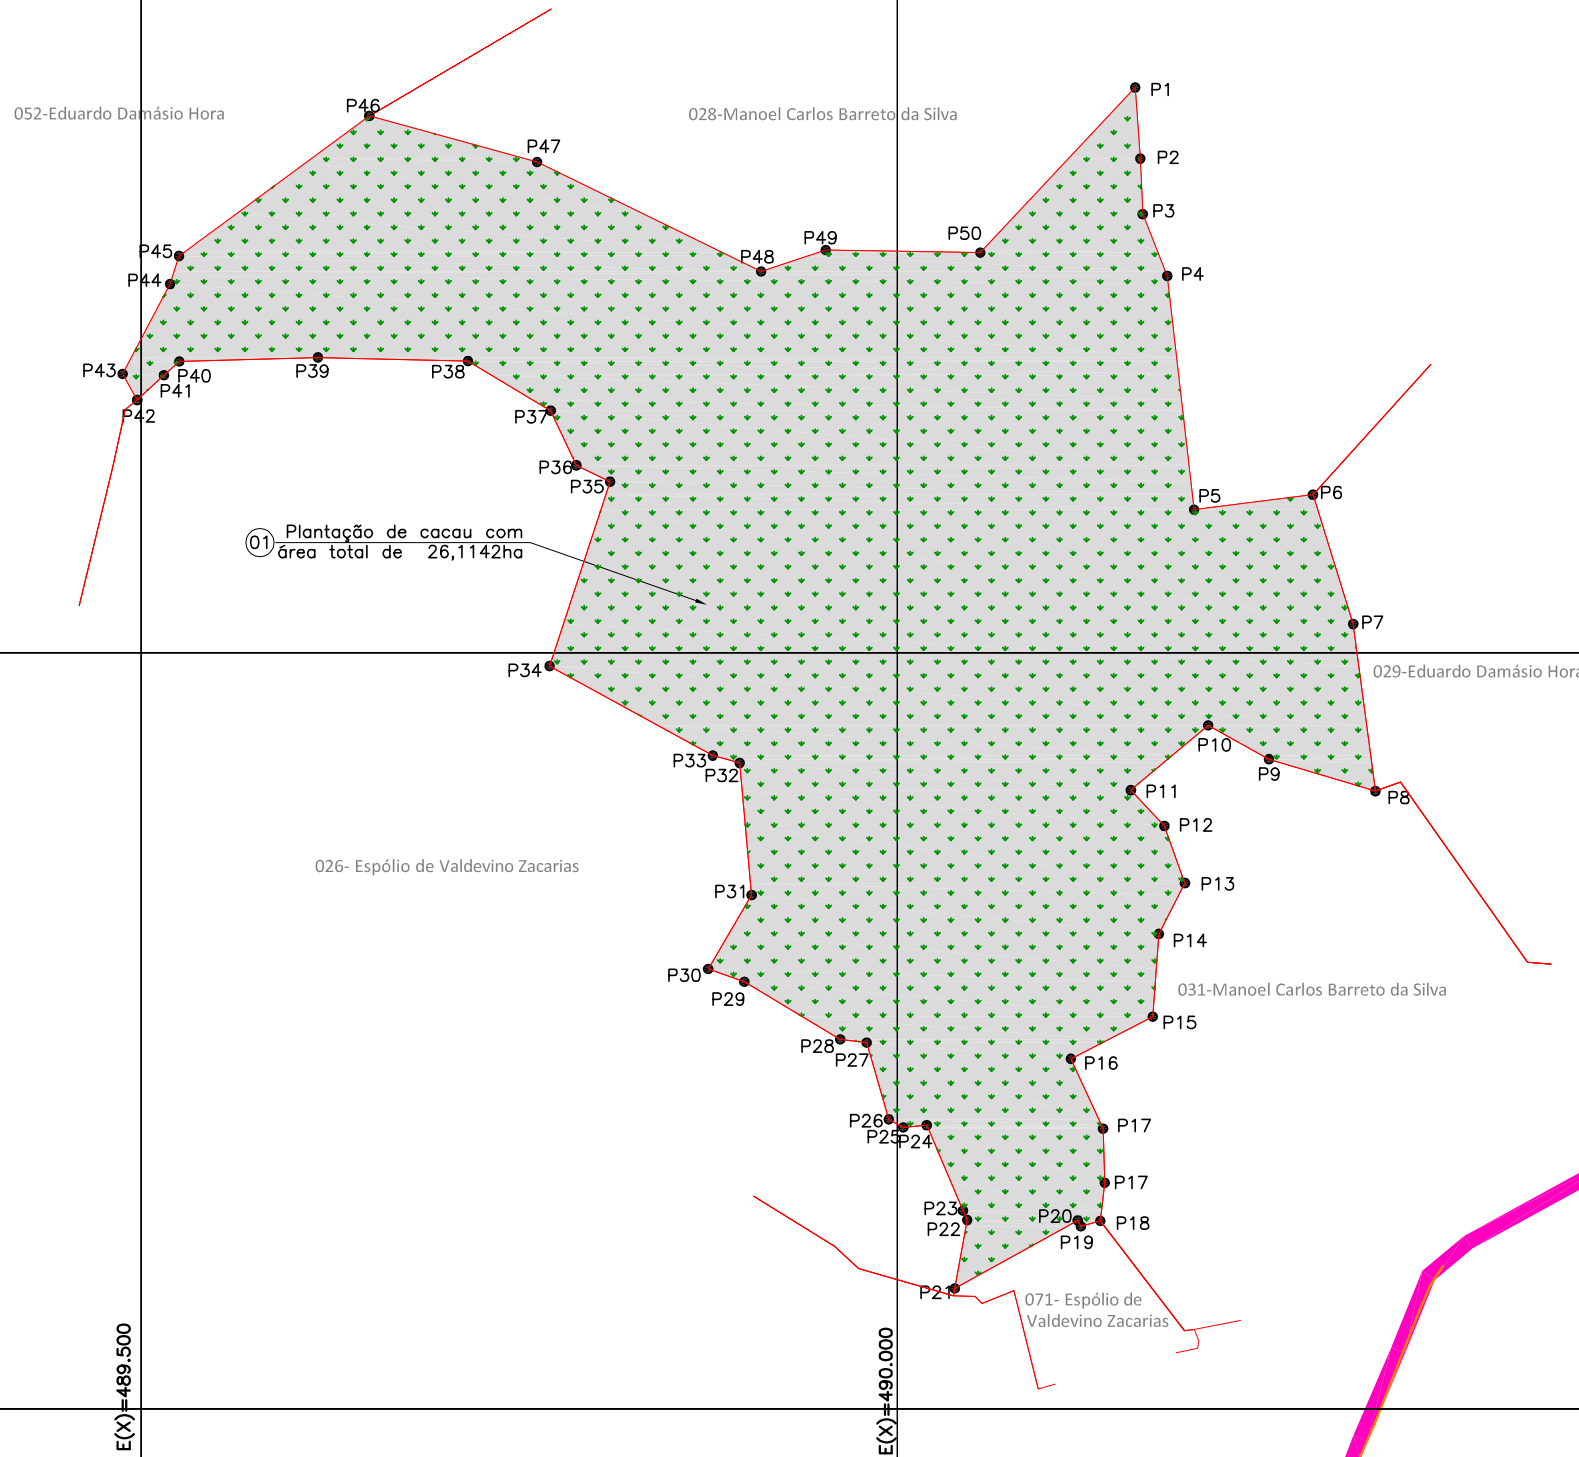 P1
P46
052-Eduardo Damásio Hora
028-Manoel Carlos Barreto da Silva
P47
P2
P3
P50
P49
P45
P48
P44
P4
P43
P40
P39
P38
P41
P42
P37
P36
P35
P5
P6
01
Plantação de cacau com
área total de 26,1142ha
P7
P34
029-Eduardo Damásio Hora
P10
P33
P32
P9
P11
P8
P12
026- Espólio de Valdevino Zacarias
P13
P31
P14
P30
031-Manoel Carlos Barreto da Silva
P29
P15
P28
P27
P16
P26
P25
P24
P17
P17
P23
P22
P20
P18
P19
P21
071- Espólio de
Valdevino Zacarias
E(X)=489.500
E(X)=490.000